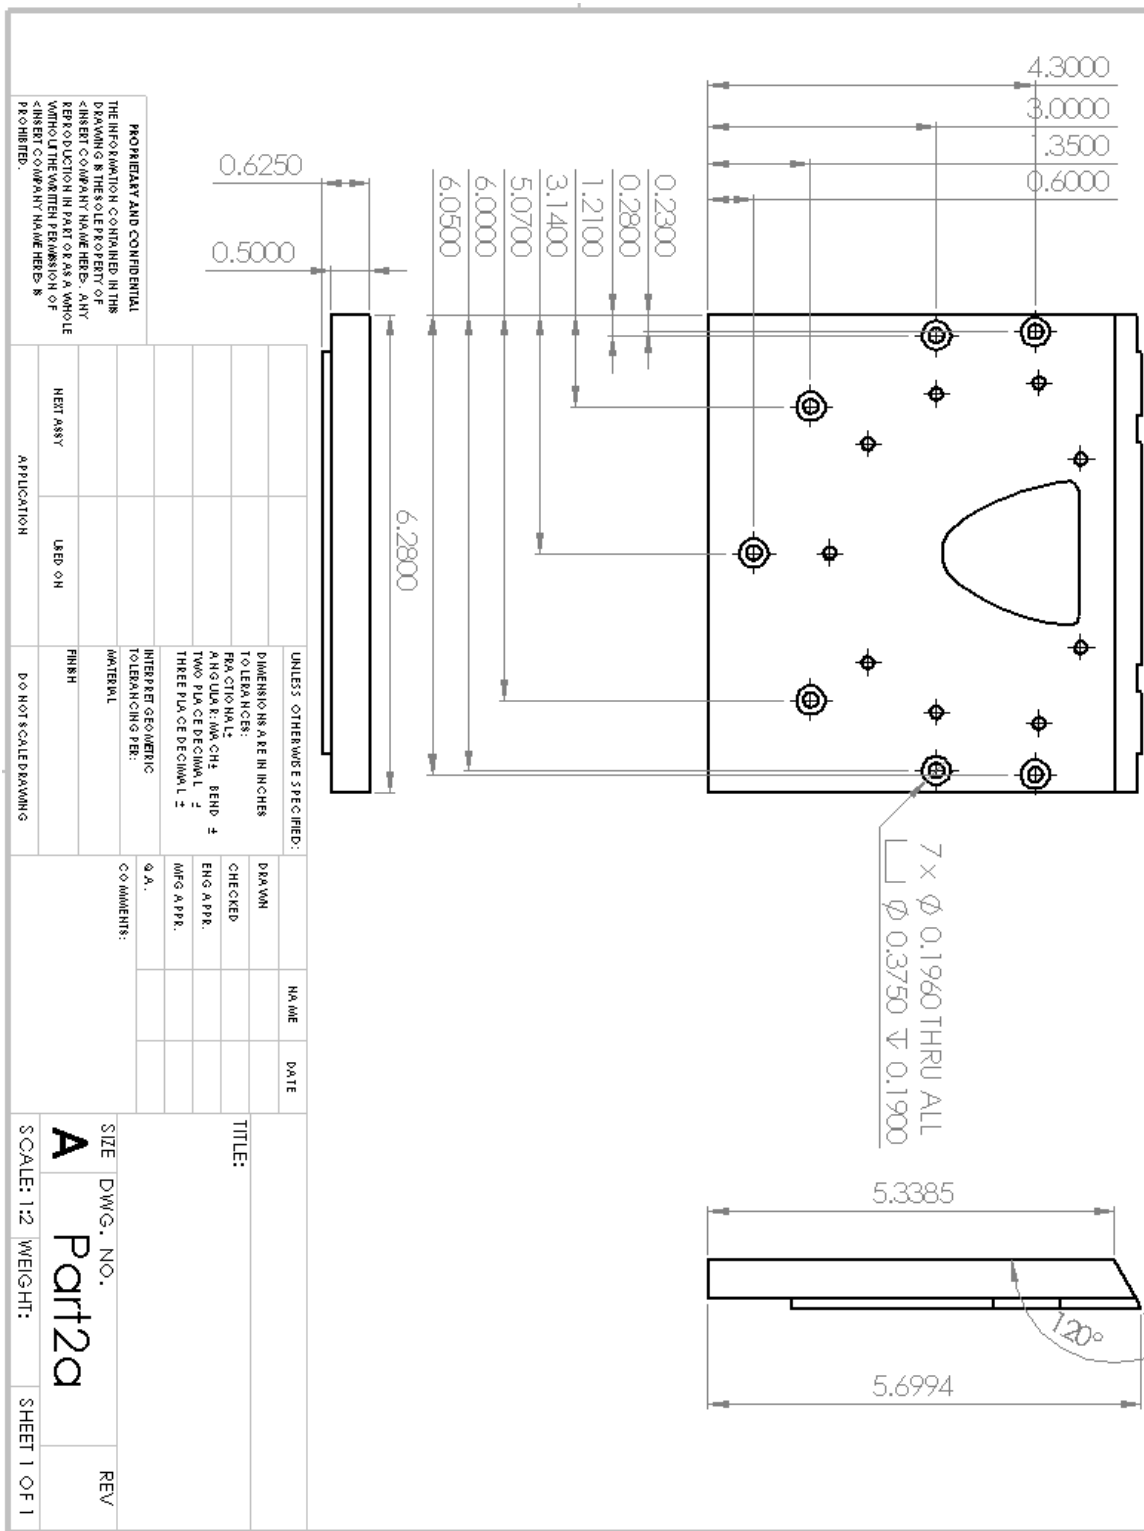 4.3000
3.0000
.3500
0.6000
0.2300
0.2800
1.2100
3.1400
5.0700
6.0000
6.0500
0.6250
0.5000
6.2800
7 x Ø 0.1960 THRU ALL
⌴ Ø 0.3750 ↧ 0.1900
5.3385
120°
5.6994
PROPRIETARY AND CONFIDENTIAL
THE INFORMATION CONTAINED IN THIS
DRAWING IS THE SOLE PROPERTY OF
<INSERT COMPANY NAME HERE>. ANY
REPRODUCTION IN PART OR AS A WHOLE
WITHOUT THE WRITTEN PERMISSION OF
<INSERT COMPANY NAME HERE> IS
PROHIBITED.
NEXT ASSY
USED ON
APPLICATION
UNLESS OTHERWISE SPECIFIED:
DIMENSIONS ARE IN INCHES
TOLERANCES:
FRACTIONAL±
ANGULAR: MACH± BEND ±
TWO PLACE DECIMAL ±
THREE PLACE DECIMAL ±
INTERPRET GEOMETRIC
TOLERANCING PER:
MATERIAL
FINISH
DO NOT SCALE DRAWING
NAME
DATE
DRAWN
CHECKED
ENG APPR.
MFG APPR.
Q.A.
COMMENTS:
TITLE:
SIZE
DWG. NO.
REV
A
Part2a
SCALE: 1:2
WEIGHT:
SHEET 1 OF 1